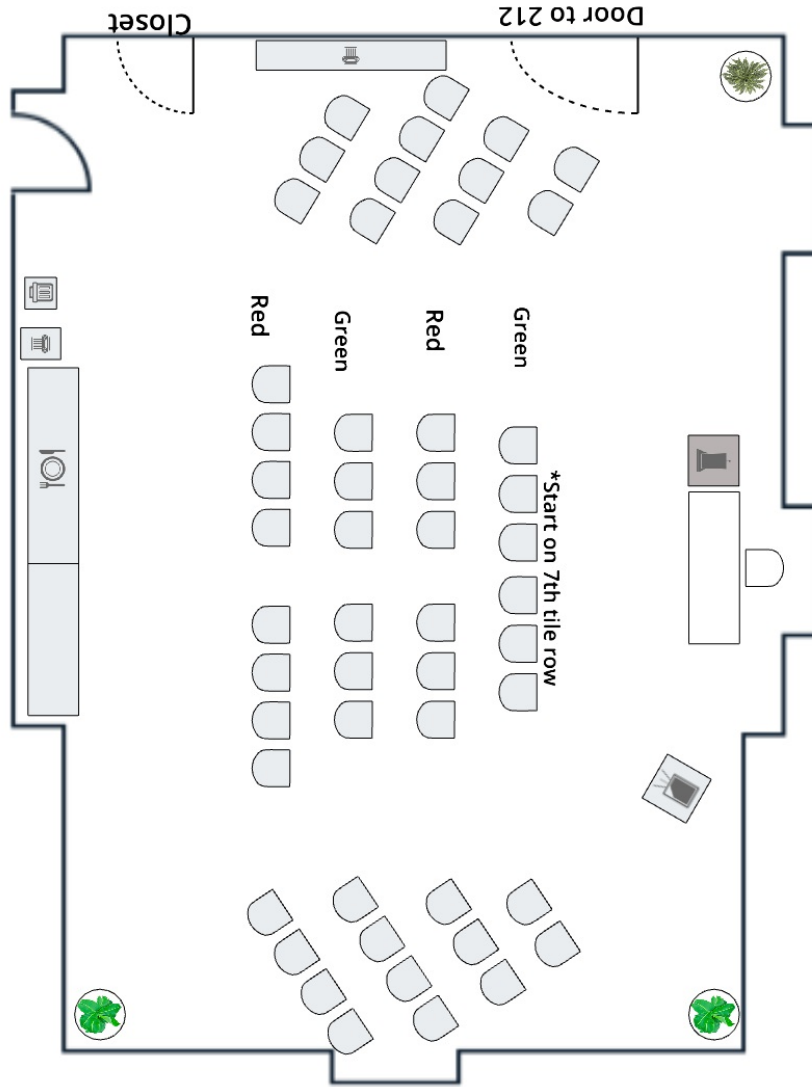 Closet
Door to 212
Red
Green
Red
Green
*Start on 7th tile row